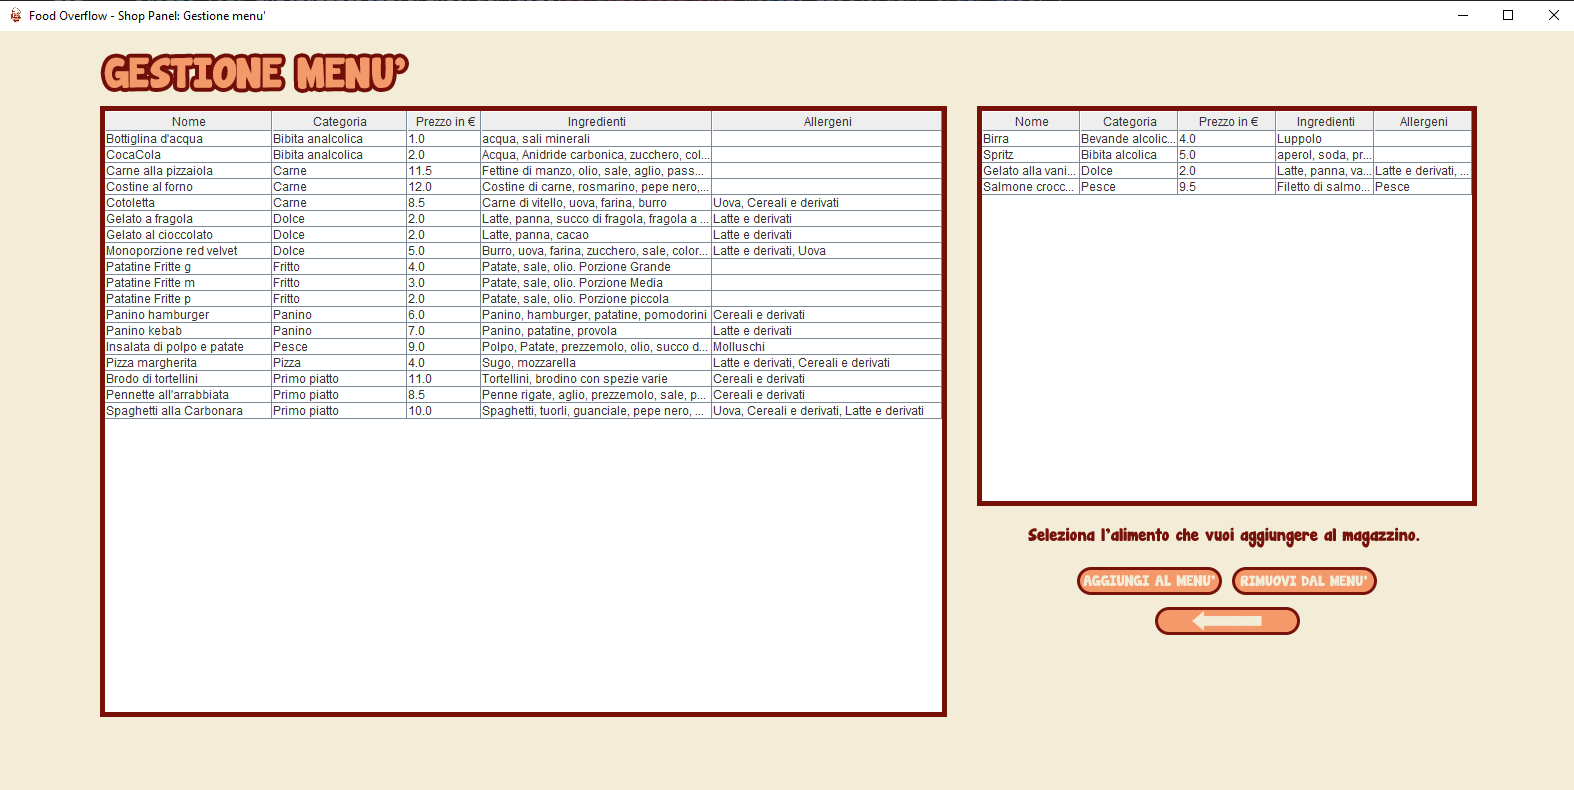 Food Overflow - Shop Panel: Gestione menu'
GESTIONE MENU'
Nome Categoria Prezzo in € Ingredienti Allergeni
Bottiglina d'acqua Bibita analcolica 1.0 acqua, sali minerali
CocaCola Bibita analcolica 2.0 Acqua, Anidride carbonica, zucchero, col...
Carne alla pizzaiola Carne 11.5 Fettine di manzo, olio, sale, aglio, pass...
Costine al forno Carne 12.0 Costine di carne, rosmarino, pepe nero,...
Cotoletta Carne 8.5 Carne di vitello, uova, farina, burro Uova, Cereali e derivati
Gelato a fragola Dolce 2.0 Latte, panna, succo di fragola, fragola a ... Latte e derivati
Gelato al cioccolato Dolce 2.0 Latte, panna, cacao Latte e derivati
Monoporzione red velvet Dolce 5.0 Burro, uova, farina, zucchero, sale, color... Latte e derivati, Uova
Patatine Fritte g Fritto 4.0 Patate, sale, olio. Porzione Grande
Patatine Fritte m Fritto 3.0 Patate, sale, olio. Porzione Media
Patatine Fritte p Fritto 2.0 Patate, sale, olio. Porzione piccola
Panino hamburger Panino 6.0 Panino, hamburger, patatine, pomodorini Cereali e derivati
Panino kebab Panino 7.0 Panino, patatine, provola Latte e derivati
Insalata di polpo e patate Pesce 9.0 Polpo, Patate, prezzemolo, olio, succo d... Molluschi
Pizza margherita Pizza 4.0 Sugo, mozzarella Latte e derivati, Cereali e derivati
Brodo di tortellini Primo piatto 11.0 Tortellini, brodino con spezie varie Cereali e derivati
Pennette all'arrabbiata Primo piatto 8.5 Penne rigate, aglio, prezzemolo, sale, p... Cereali e derivati
Spaghetti alla Carbonara Primo piatto 10.0 Spaghetti, tuorli, guanciale, pepe nero, ... Uova, Cereali e derivati, Latte e derivati
Nome Categoria Prezzo in € Ingredienti Allergeni
Birra Bevande alcolic... 4.0 Luppolo
Spritz Bibita alcolica 5.0 aperol, soda, pr...
Gelato alla vani... Dolce 2.0 Latte, panna, va... Latte e derivati, ...
Salmone crocc... Pesce 9.5 Filetto di salmo... Pesce
Seleziona l'alimento che vuoi aggiungere al magazzino.
AGGIUNGI AL MENU' RIMUOVI DAL MENU'